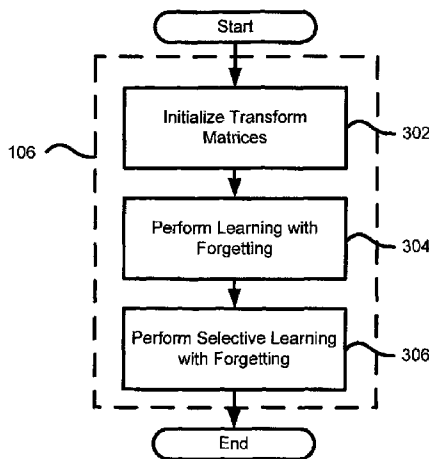 Start
Initialize Transform
Matrices
302
106
Perform Learning with
Forgetting
304
Perform Selective Learning
with Forgetting
306
End